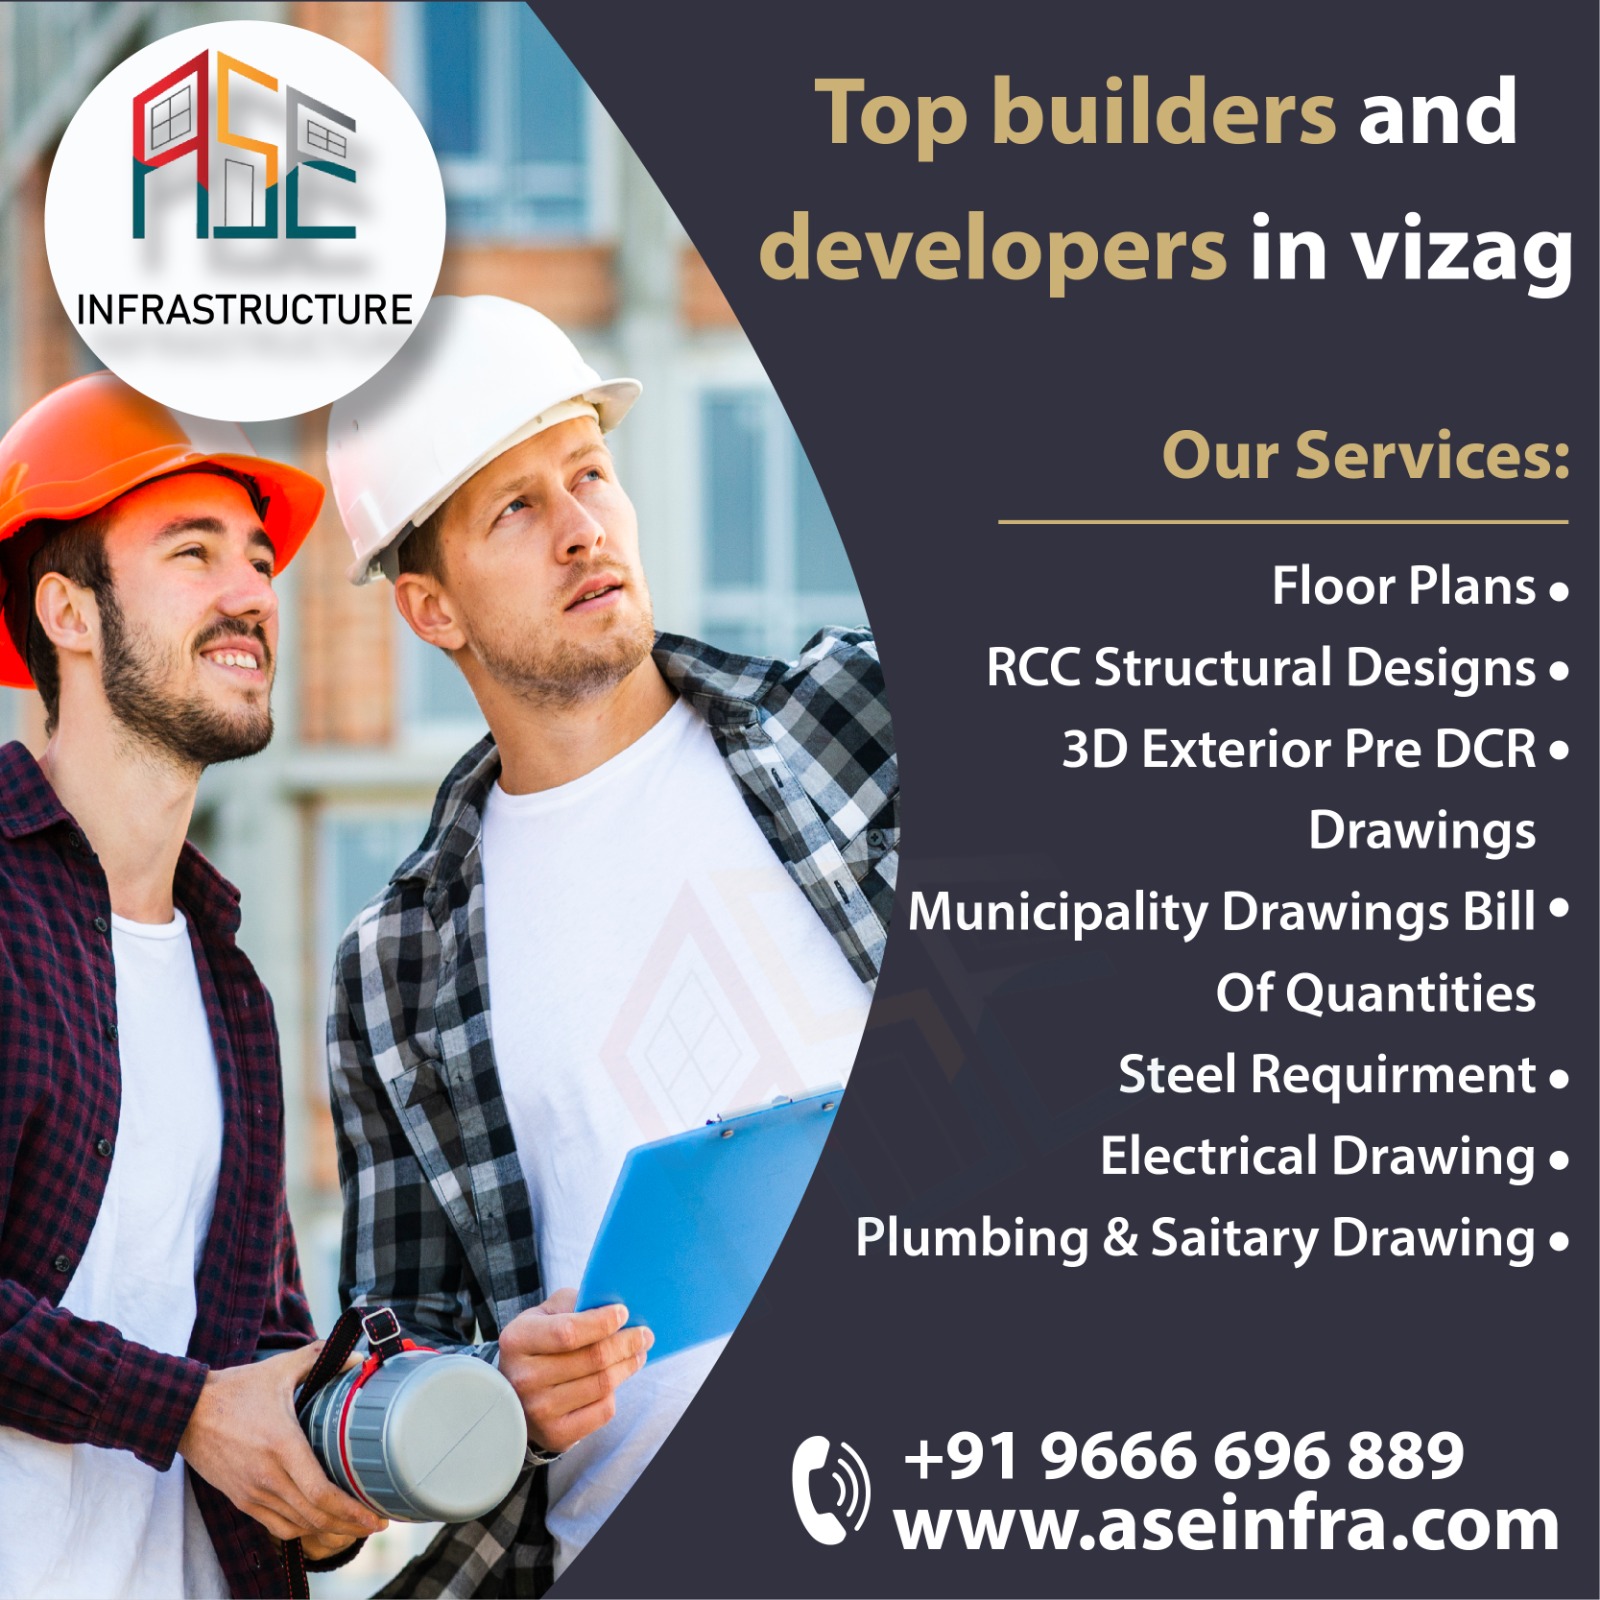 ASE
INFRASTRUCTURE
Top builders and
developers in vizag
Our Services:
Floor Plans •
RCC Structural Designs •
3D Exterior Pre DCR •
Drawings
Municipality Drawings Bill •
Of Quantities
Steel Requirment •
Electrical Drawing •
Plumbing & Saitary Drawing •
+91 9666 696 889
www.aseinfra.com